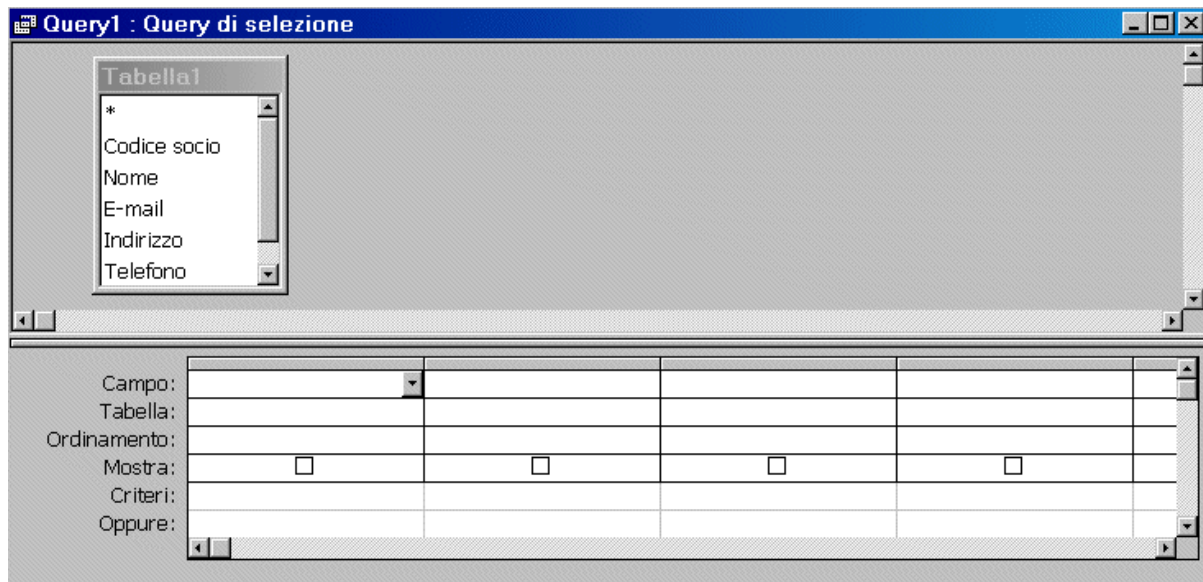 Query1 : Query di selezione
Tabella1
*
Codice socio
Nome
E-mail
Indirizzo
Telefono
Campo:
Tabella:
Ordinamento:
Mostra:
Criteri:
Oppure: